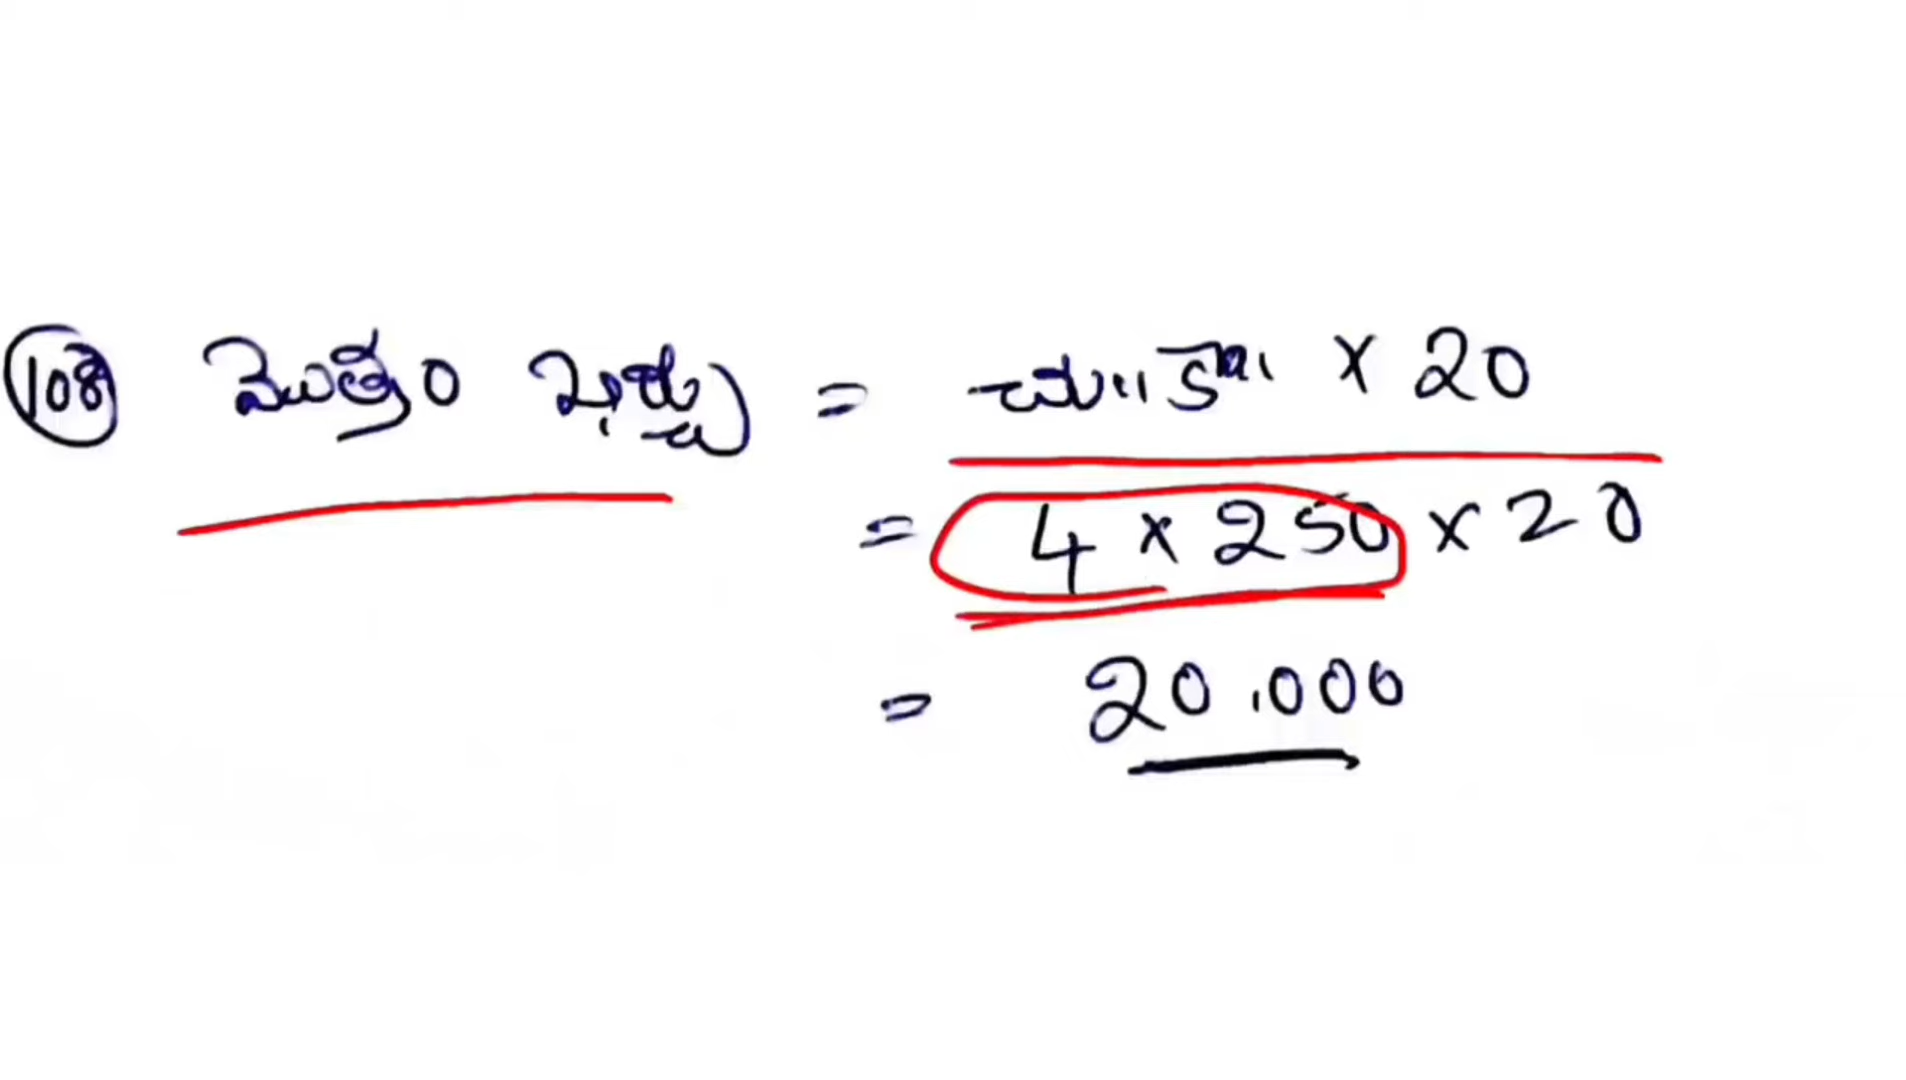 108 మొత్తం ఖర్చు = చు॥కొ॥ × 20
= 4 × 250 × 20
= 20,000